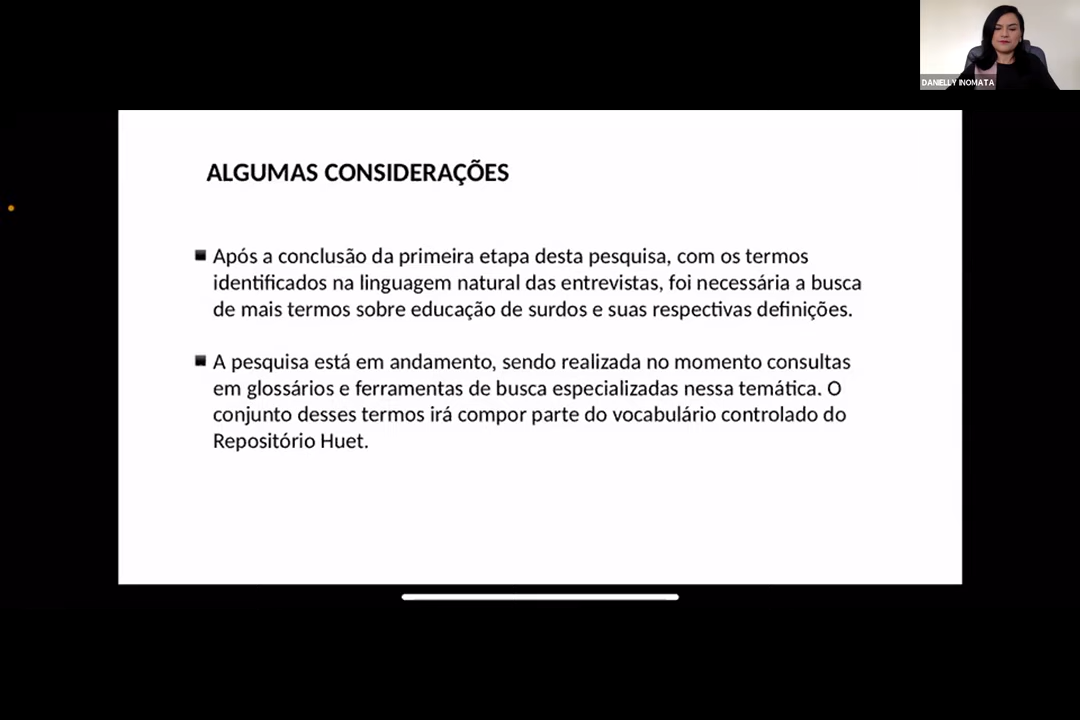 DANIELLY INOMATA
ALGUMAS CONSIDERAÇÕES
Após a conclusão da primeira etapa desta pesquisa, com os termos
identificados na linguagem natural das entrevistas, foi necessária a busca
de mais termos sobre educação de surdos e suas respectivas definições.
A pesquisa está em andamento, sendo realizada no momento consultas
em glossários e ferramentas de busca especializadas nessa temática. O
conjunto desses termos irá compor parte do vocabulário controlado do
Repositório Huet.